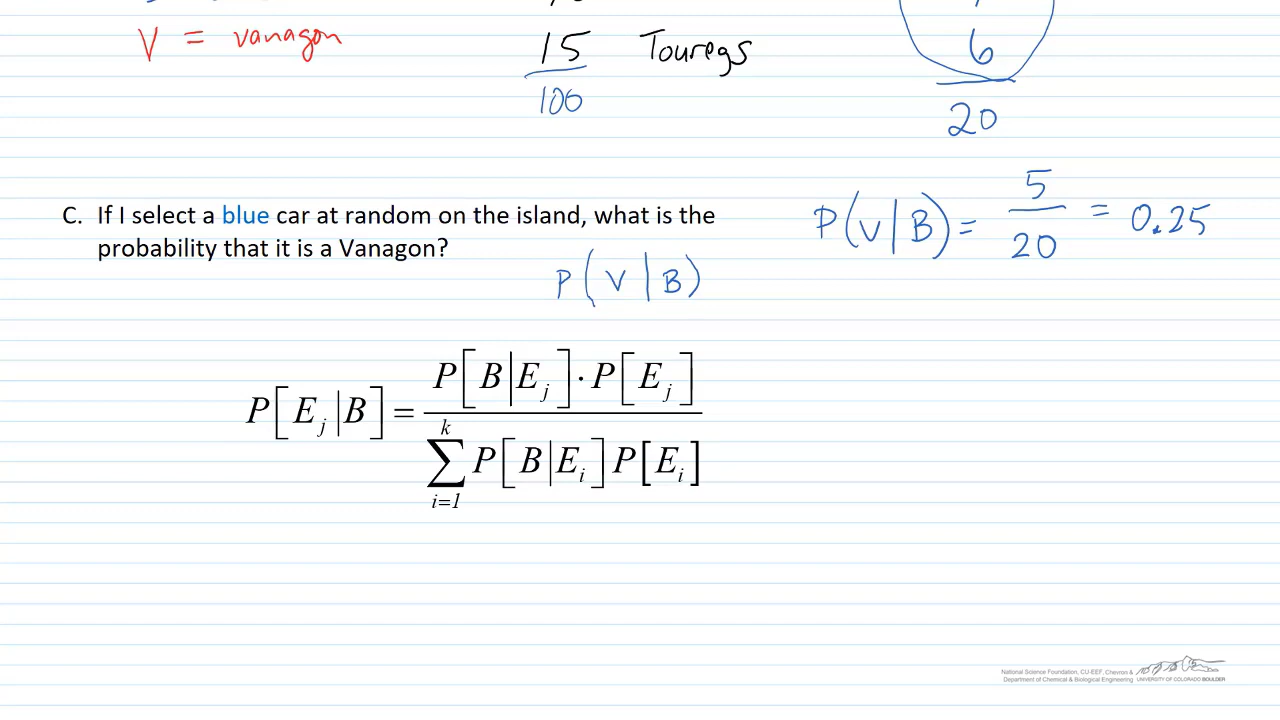 V = vanagon
15 Touregs
100
6
20
C. If I select a blue car at random on the island, what is the
probability that it is a Vanagon?
P(V|B)
P(V|B) = 5/20 = 0.25
P[E_j|B] = P[B|E_j]·P[E_j] / ∑_{i=1}^{k} P[B|E_i]P[E_i]
National Science Foundation, CU-EEF, Chevron &
Department of Chemical & Biological Engineering UNIVERSITY OF COLORADO BOULDER